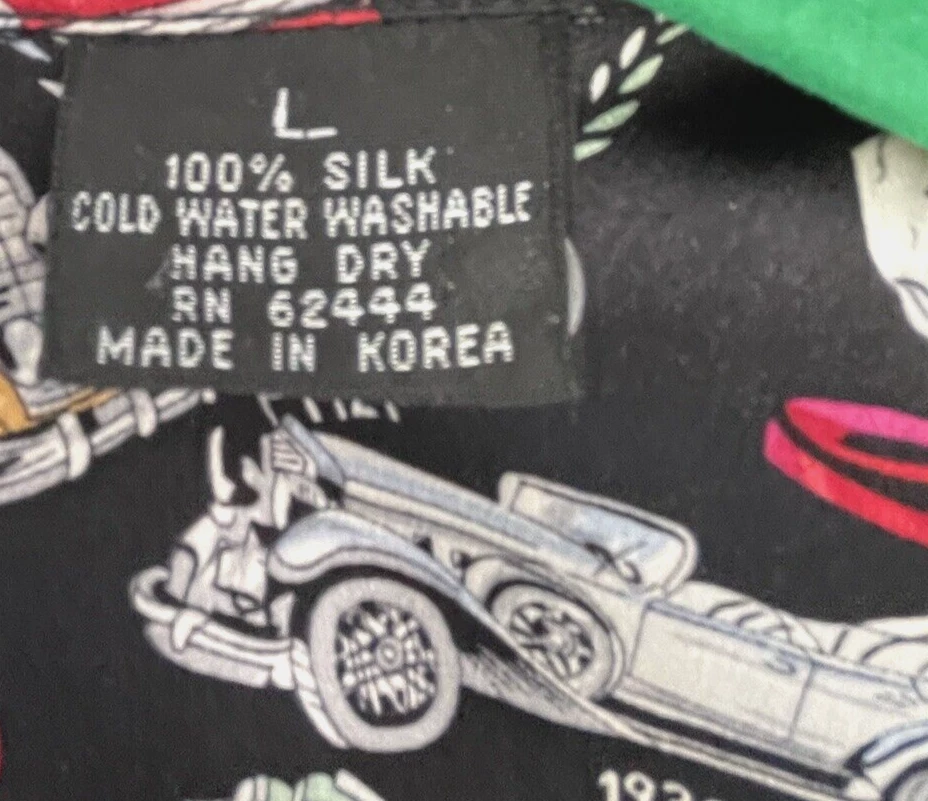 L
100% SILK
COLD WATER WASHABLE
HANG DRY
RN 62444
MADE IN KOREA